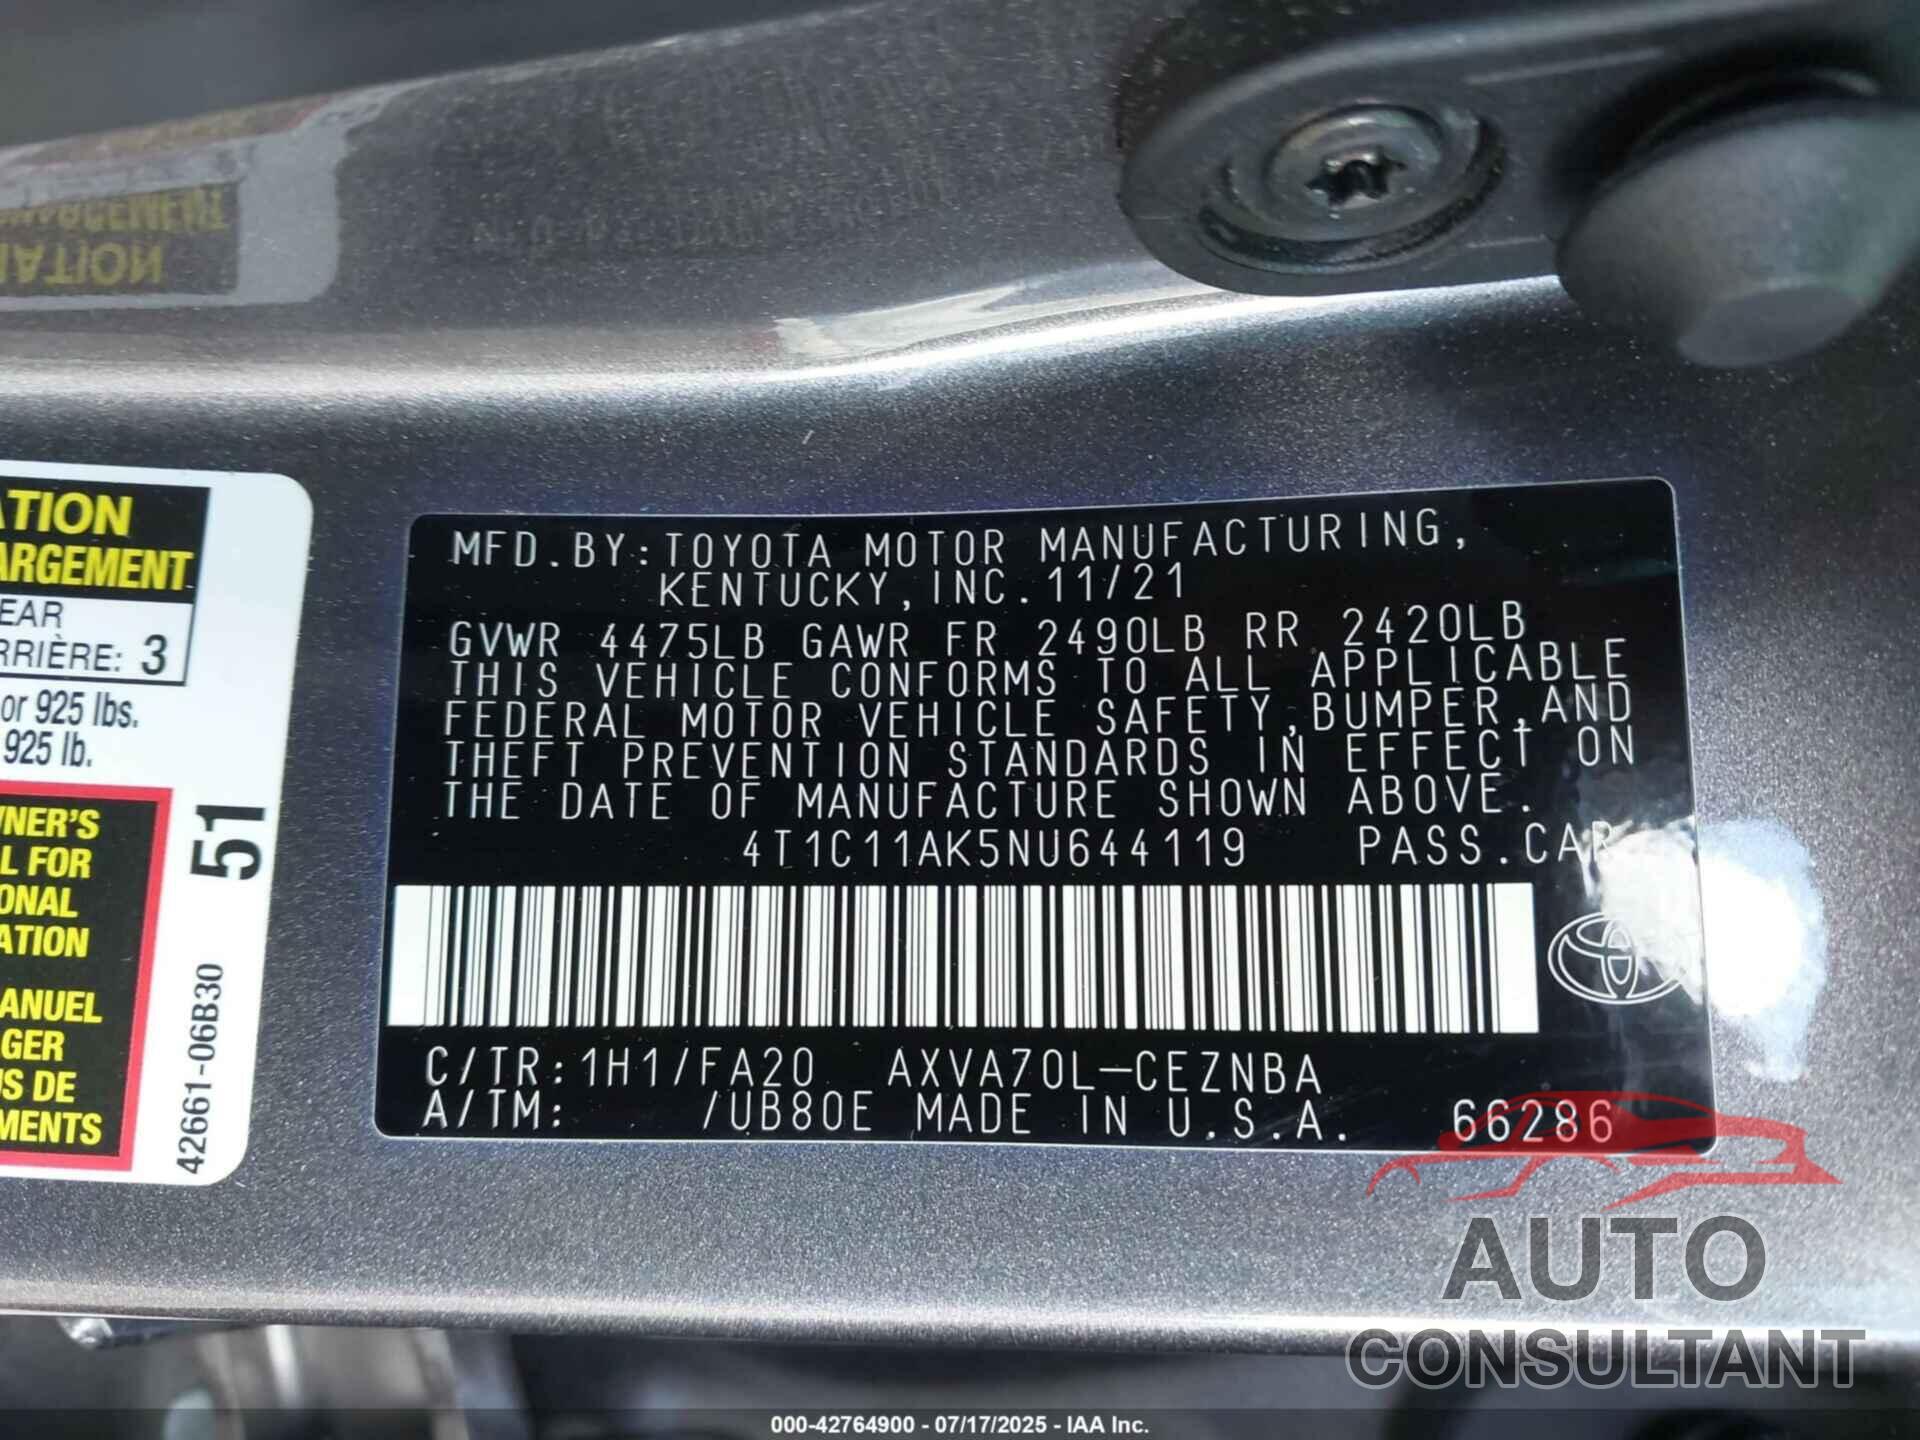 ATION
ARGEMENT
EAR
RRIÈRE: 3
or 925 lbs.
925 lb.
NER'S
L FOR
ONAL
ATION
ANUEL
GER
S DE
MENTS
51
42661-06B30
MFD.BY:TOYOTA MOTOR MANUFACTURING,
KENTUCKY,INC.11/21
GVWR 4475LB GAWR FR 2490LB RR 2420LB
THIS VEHICLE CONFORMS TO ALL APPLICABLE
FEDERAL MOTOR VEHICLE SAFETY,BUMPER,AND
THEFT PREVENTION STANDARDS IN EFFECT ON
THE DATE OF MANUFACTURE SHOWN ABOVE.
4T1C11AK5NU644119 PASS.CAR
C/TR:1H1/FA20 AXVA70L-CEZNBA
A/TM: /UB80E MADE IN U.S.A. 66286
AUTO
CONSULTANT
000-42764900 - 07/17/2025 - IAA Inc.